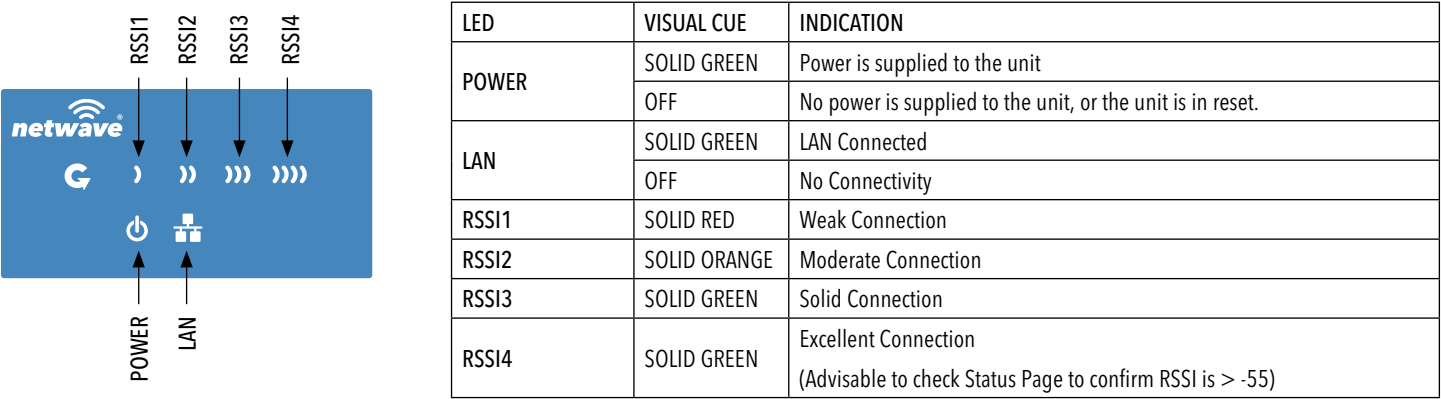 RSSI1
RSSI2
RSSI3
RSSI4
netwave®
POWER
LAN
LED VISUAL CUE INDICATION
POWER SOLID GREEN Power is supplied to the unit
OFF No power is supplied to the unit, or the unit is in reset.
LAN SOLID GREEN LAN Connected
OFF No Connectivity
RSSI1 SOLID RED Weak Connection
RSSI2 SOLID ORANGE Moderate Connection
RSSI3 SOLID GREEN Solid Connection
RSSI4 SOLID GREEN Excellent Connection
(Advisable to check Status Page to confirm RSSI is > -55)